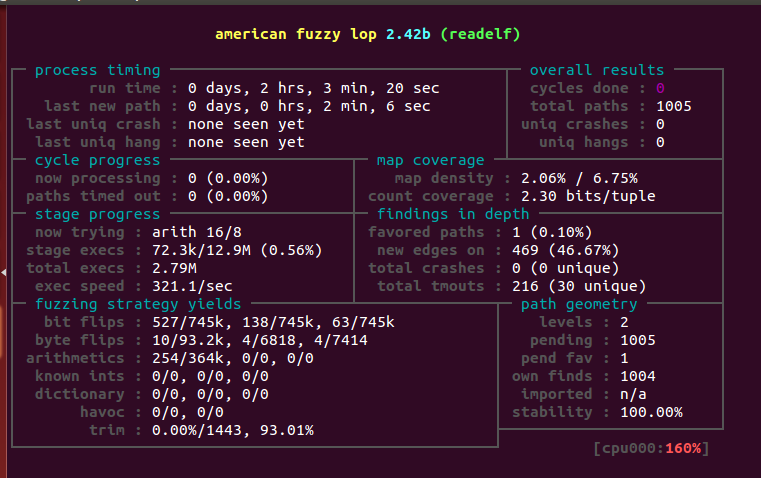 american fuzzy lop 2.42b (readelf)
process timing overall results
run time : 0 days, 2 hrs, 3 min, 20 sec cycles done : 0
last new path : 0 days, 0 hrs, 2 min, 6 sec total paths : 1005
last uniq crash : none seen yet uniq crashes : 0
last uniq hang : none seen yet uniq hangs : 0
cycle progress map coverage
now processing : 0 (0.00%) map density : 2.06% / 6.75%
paths timed out : 0 (0.00%) count coverage : 2.30 bits/tuple
stage progress findings in depth
now trying : arith 16/8 favored paths : 1 (0.10%)
stage execs : 72.3k/12.9M (0.56%) new edges on : 469 (46.67%)
total execs : 2.79M total crashes : 0 (0 unique)
exec speed : 321.1/sec total tmouts : 216 (30 unique)
fuzzing strategy yields path geometry
bit flips : 527/745k, 138/745k, 63/745k levels : 2
byte flips : 10/93.2k, 4/6818, 4/7414 pending : 1005
arithmetics : 254/364k, 0/0, 0/0 pend fav : 1
known ints : 0/0, 0/0, 0/0 own finds : 1004
dictionary : 0/0, 0/0, 0/0 imported : n/a
havoc : 0/0, 0/0 stability : 100.00%
trim : 0.00%/1443, 93.01%
[cpu000:160%]